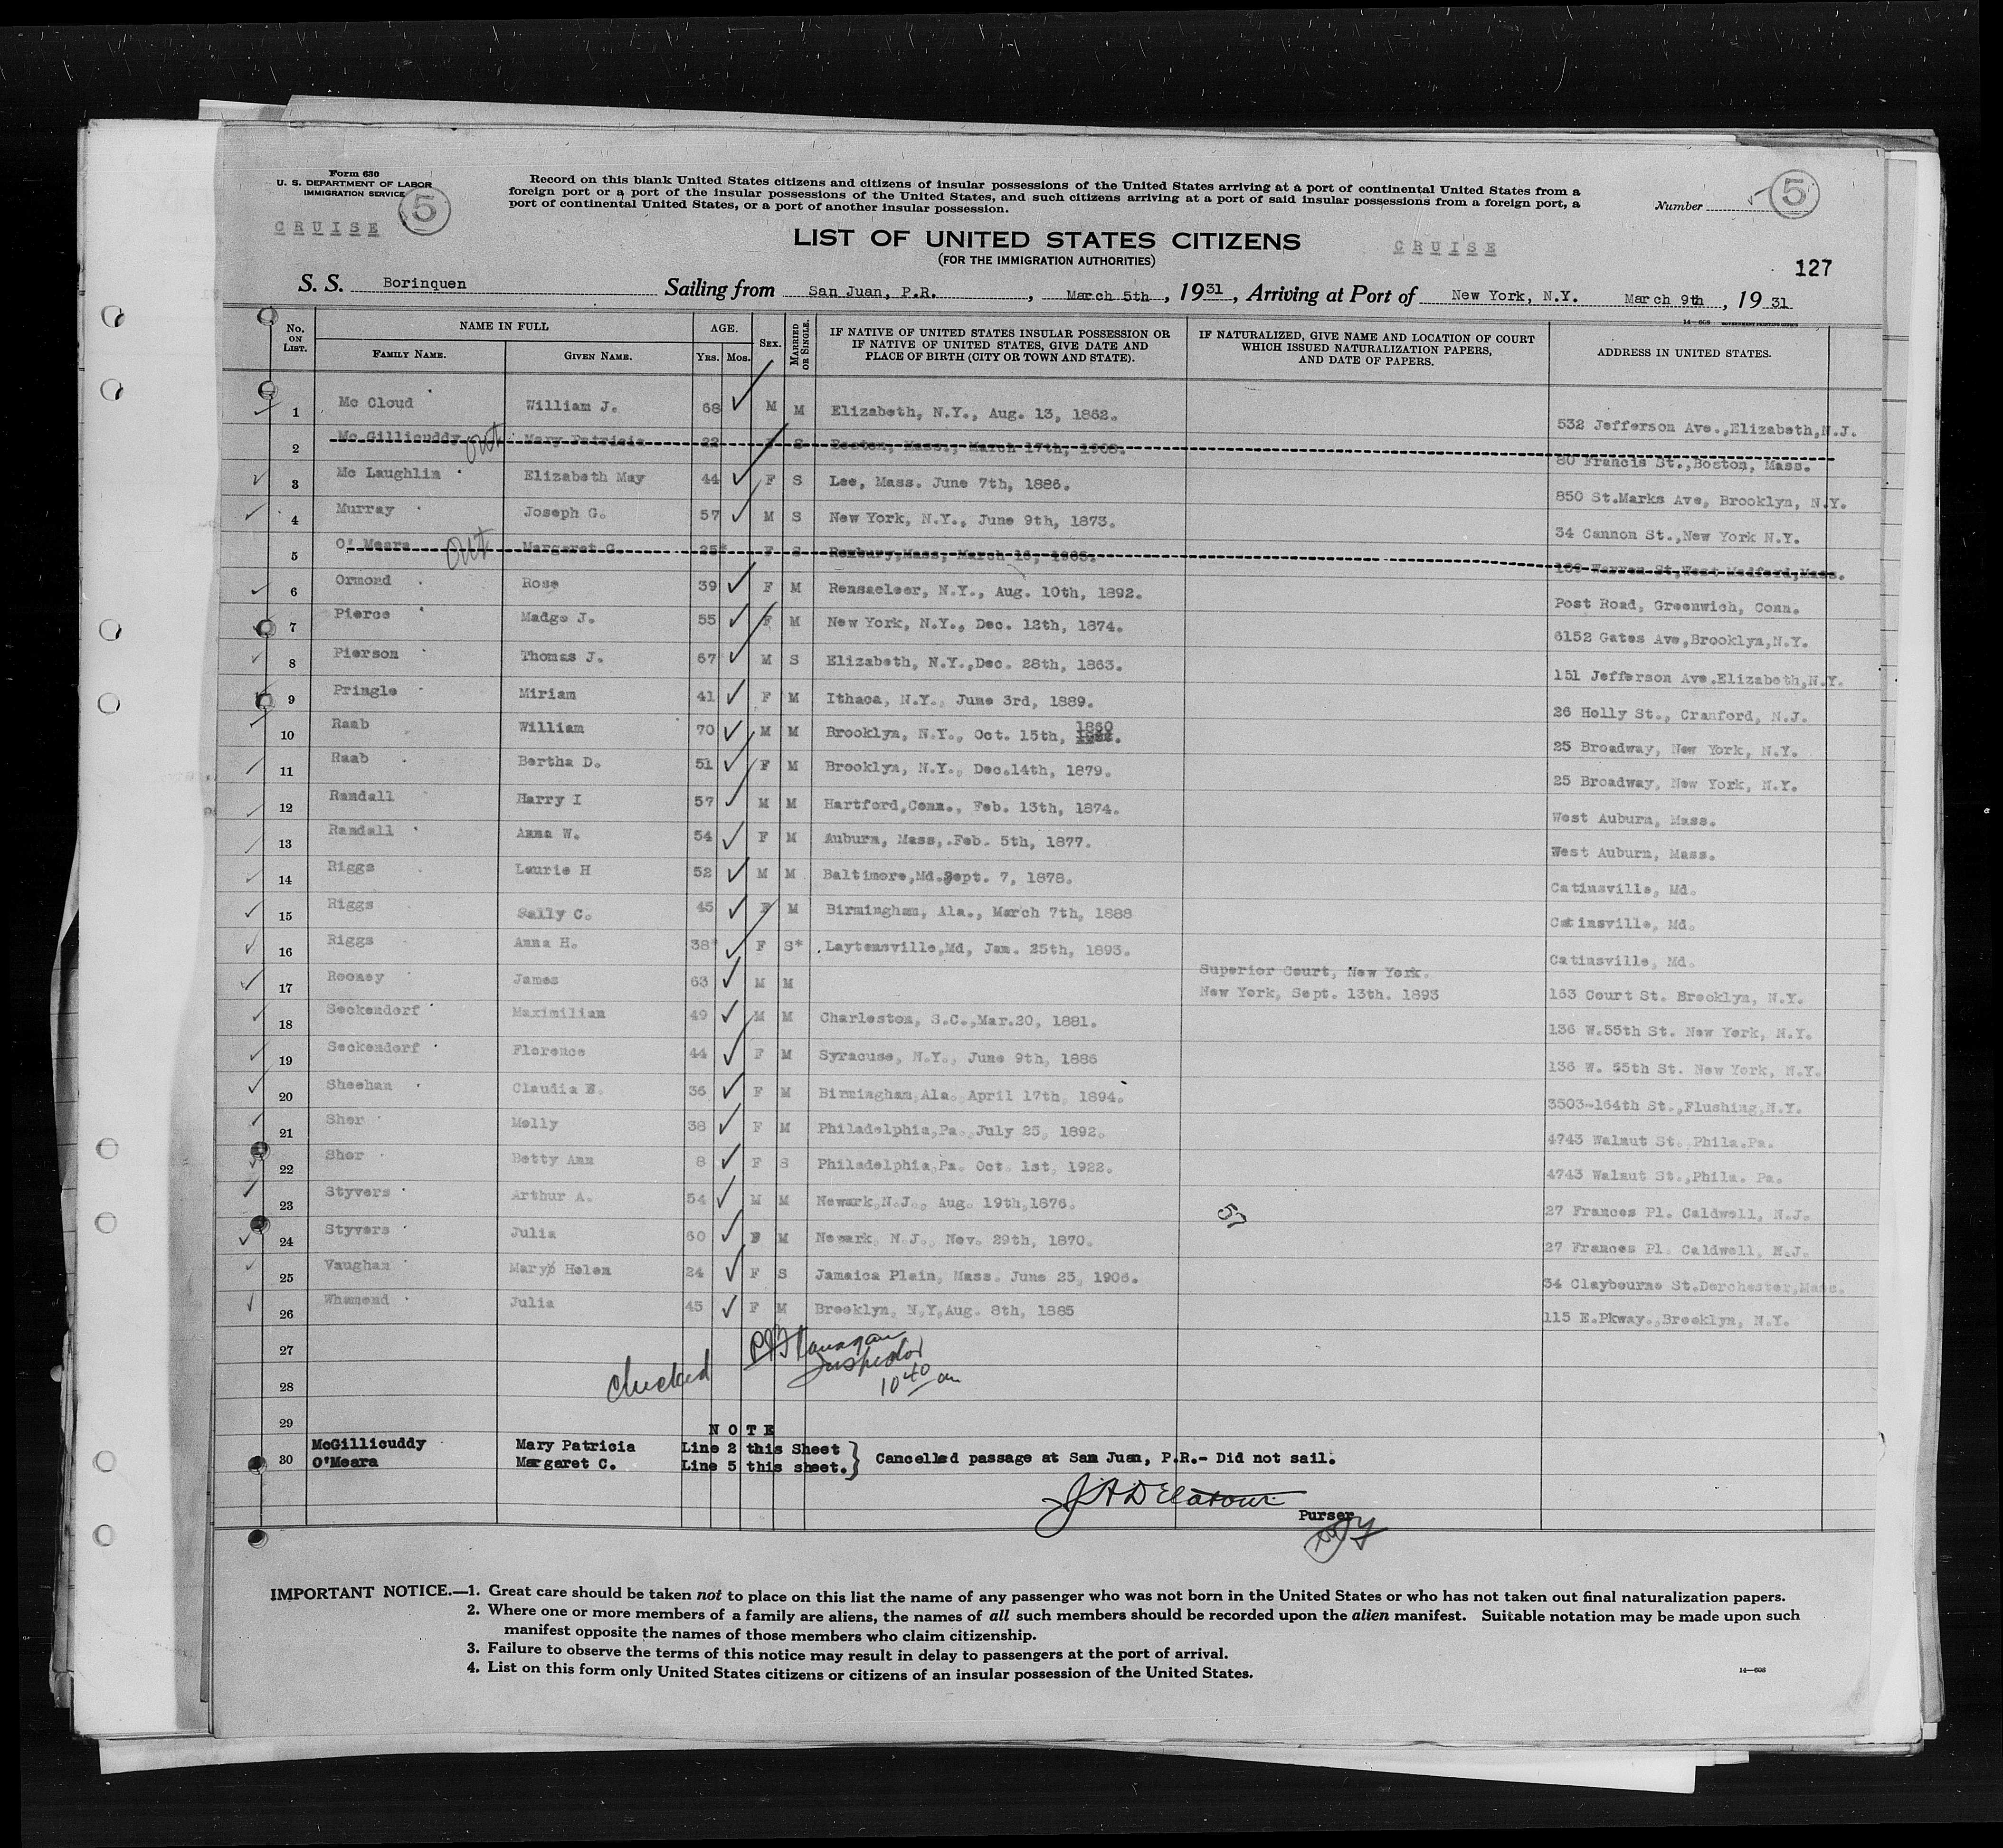 Form 630
U. S. DEPARTMENT OF LABOR
IMMIGRATION SERVICE
5
CRUISE
Record on this blank United States citizens and citizens of insular possessions of the United States arriving at a port of continental United States from a
foreign port or a port of the insular possessions of the United States, and such citizens arriving at a port of said insular possessions from a foreign port, a
port of continental United States, or a port of another insular possession.
Number 5
LIST OF UNITED STATES CITIZENS
(FOR THE IMMIGRATION AUTHORITIES)
CRUISE
127
S. S. Borinquen Sailing from San Juan, P.R., March 5th, 1931, Arriving at Port of New York, N.Y. March 9th, 1931
14-608 GOVERNMENT PRINTING OFFICE
No. ON LIST. NAME IN FULL FAMILY NAME. GIVEN NAME. AGE. Yrs. Mos. SEX. MARRIED OR SINGLE. IF NATIVE OF UNITED STATES INSULAR POSSESSION OR IF NATIVE OF UNITED STATES, GIVE DATE AND PLACE OF BIRTH (CITY OR TOWN AND STATE). IF NATURALIZED, GIVE NAME AND LOCATION OF COURT WHICH ISSUED NATURALIZATION PAPERS, AND DATE OF PAPERS. ADDRESS IN UNITED STATES.
1 Mc Cloud William J. 68 M M Elizabeth, N.Y., Aug. 13, 1862. 532 Jefferson Ave.,Elizabeth,N.J.
2 Mc Gillicuddy out Mary Patricia 22 F S Boston, Mass., March 17th, 1908. 80 Francis St.,Boston, Mass.
3 Mc Laughlin Elizabeth May 44 F S Lee, Mass. June 7th, 1886. 850 St.Marks Ave, Brooklyn, N.Y.
4 Murray Joseph G. 57 M S New York, N.Y., June 9th, 1873. 34 Cannon St.,New York N.Y.
5 O' Meara out Margaret C. 25* F S Roxbury,Mass, March 16, 169 Warren St,West Medford,Mass.
6 Ormond Rose 39 F M Rensaeleer, N.Y., Aug. 10th, 1892. Post Road, Greenwich, Conn.
7 Pierce Madge J. 55 F M New York, N.Y., Dec. 12th, 1874. 6152 Gates Ave,Brooklyn,N.Y.
8 Pierson Thomas J. 67 M S Elizabeth, N.Y.,Dec. 28th, 1863. 151 Jefferson Ave.Elizabeth,N.Y.
9 Pringle Miriam 41 F M Ithaca, N.Y., June 3rd, 1889. 26 Holly St., Cranford, N.J.
10 Raab William 70 M M Brooklyn, N.Y., Oct. 15th, 1860. 25 Broadway, New York, N.Y.
11 Raab Bertha D. 51 F M Brooklyn, N.Y., Dec.14th, 1879. 25 Broadway, New York, N.Y.
12 Randall Harry I 57 M M Hartford,Conn., Feb. 13th, 1874. West Auburn, Mass.
13 Randall Anna W. 54 F M Auburn, Mass,.Feb. 5th, 1877. West Auburn, Mass.
14 Riggs Laurie H 52 M M Baltimore,Md.Sept. 7, 1878. Catinsville, Md.
15 Riggs Sally C. 45 F M Birmingham, Ala., March 7th, 1888 Catinsville, Md.
16 Riggs Anna H. 38* F S* .Laytensville,Md, Jan. 25th, 1893. Catinsville, Md.
17 Rooney James 63 M M Superior Court, New York. New York, Sept. 13th. 1893 163 Court St. Brooklyn, N.Y.
18 Seckendorf Maximilian 49 M M Charleston, S.C.,Mar.20, 1881. 136 W.55th St. New York, N.Y.
19 Seckendorf Florence 44 F M Syracuse, N.Y., June 9th, 1886 136 W. 55th St. New York, N.Y.
20 Sheehan Claudia E. 36 F M Birmingham,Ala. April 17th, 1894. 3503-164th St.,Flushing,N.Y.
21 Sher Molly 38 F M Philadelphia,Pa., July 25, 1892. 4743 Walnut St., Phila.Pa.
22 Sher Betty Ann 8 F S Philadelphia,Pa. Oct. 1st, 1922. 4743 Walnut St.,Phila. Pa.
23 Styvers Arthur A. 54 M M Newark,N.J., Aug. 19th,1876. 27 Frances Pl. Caldwell, N.J.
24 Styvers Julia 60 F M Newark, N.J., Nov. 29th, 1870. 27 Frances Pl. Caldwell, N.J.
57
25 Vaughan Mary Helen 24 F S Jamaica Plain, Mass. June 23, 1906. 34 Claybourne St.Dorchester,Mass.
26 Whamond Julia 45 F M Brooklyn, N,Y,Aug. 8th, 1885 115 E.Pkway.,Brooklyn, N.Y.
27
28
checked
Flanagan
Inspector
10 40 am
29
30
NOTE
McGillicuddy Mary Patricia Line 2 this Sheet
O'Meara Margaret C. Line 5 this sheet.} Cancelled passage at San Juan, P.R.- Did not sail.
Purser
IMPORTANT NOTICE.—1. Great care should be taken not to place on this list the name of any passenger who was not born in the United States or who has not taken out final naturalization papers.
2. Where one or more members of a family are aliens, the names of all such members should be recorded upon the alien manifest. Suitable notation may be made upon such
manifest opposite the names of those members who claim citizenship.
3. Failure to observe the terms of this notice may result in delay to passengers at the port of arrival.
4. List on this form only United States citizens or citizens of an insular possession of the United States.
14-608